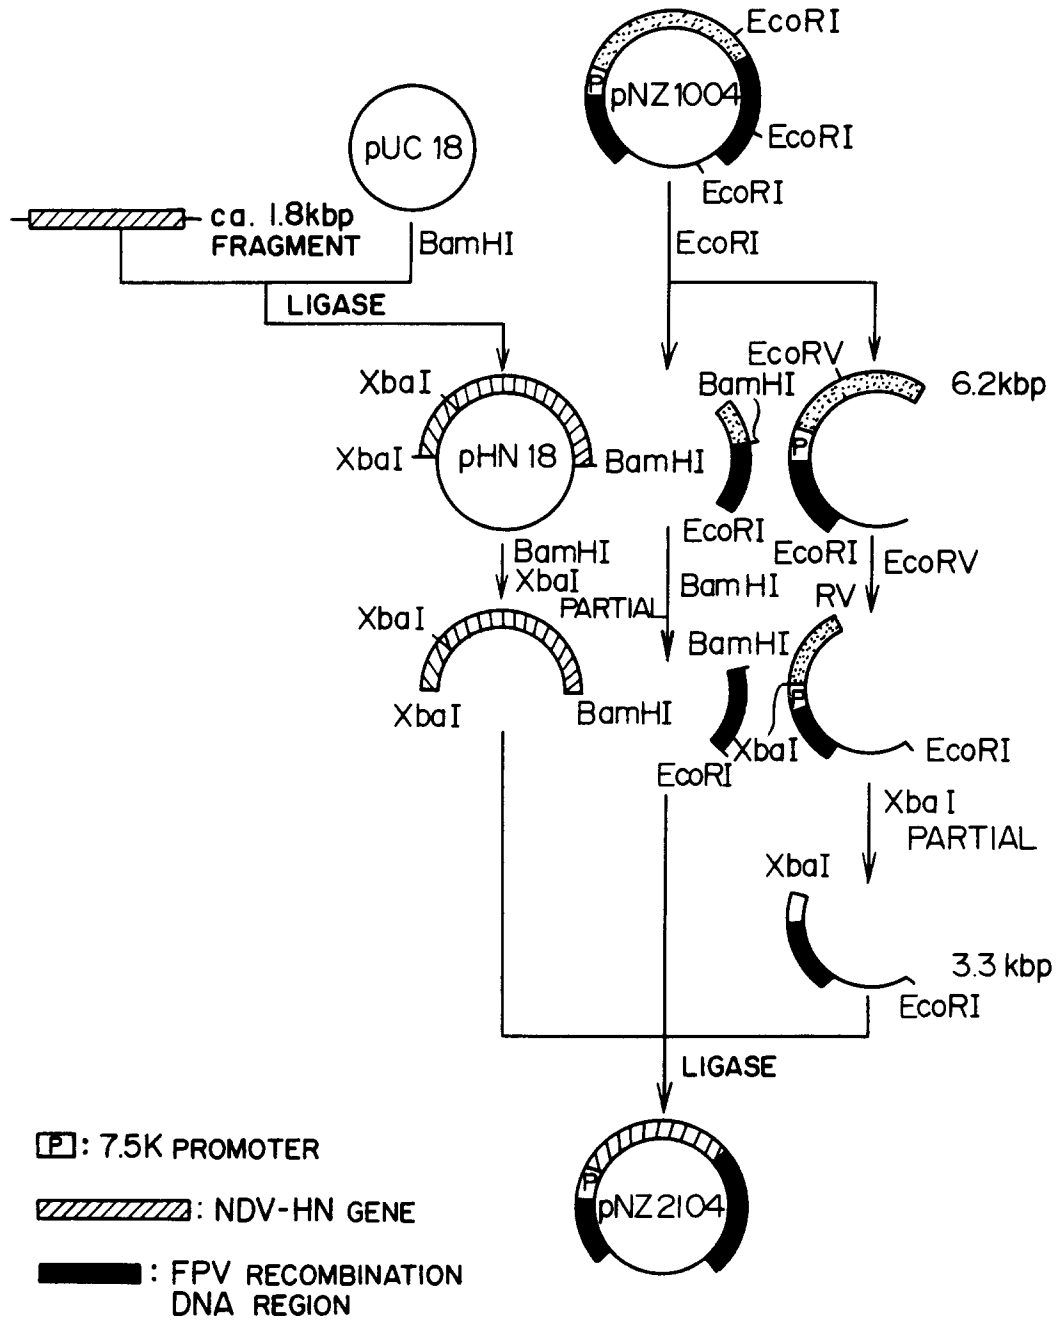 EcoRI
P
pNZ1004
pUC 18
EcoRI
EcoRI
ca. 1.8kbp
FRAGMENT
BamHI
EcoRI
LIGASE
EcoRV
XbaI
BamHI
6.2kbp
P
XbaI
pHN 18
BamHI
EcoRI
EcoRI
BamHI
XbaI
PARTIAL
BamHI
EcoRV
RV
XbaI
BamHI
P
XbaI
BamHI
XbaI
EcoRI
EcoRI
XbaI
PARTIAL
XbaI
3.3 kbp
EcoRI
LIGASE
P : 7.5K PROMOTER
P
pNZ2104
: NDV-HN GENE
: FPV RECOMBINATION
DNA REGION